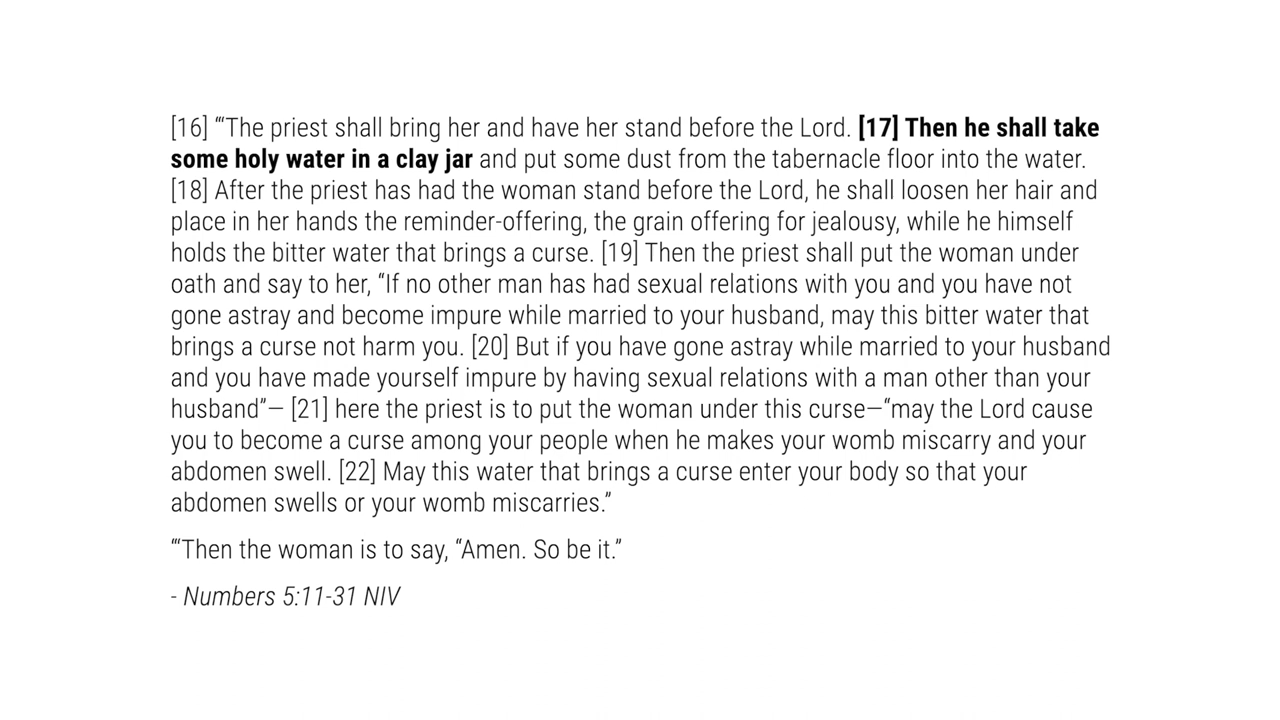 [16] “‘The priest shall bring her and have her stand before the Lord. [17] Then he shall take
some holy water in a clay jar and put some dust from the tabernacle floor into the water.
[18] After the priest has had the woman stand before the Lord, he shall loosen her hair and
place in her hands the reminder-offering, the grain offering for jealousy, while he himself
holds the bitter water that brings a curse. [19] Then the priest shall put the woman under
oath and say to her, “If no other man has had sexual relations with you and you have not
gone astray and become impure while married to your husband, may this bitter water that
brings a curse not harm you. [20] But if you have gone astray while married to your husband
and you have made yourself impure by having sexual relations with a man other than your
husband”— [21] here the priest is to put the woman under this curse—“may the Lord cause
you to become a curse among your people when he makes your womb miscarry and your
abdomen swell. [22] May this water that brings a curse enter your body so that your
abdomen swells or your womb miscarries.”
“‘Then the woman is to say, “Amen. So be it.”
- Numbers 5:11-31 NIV